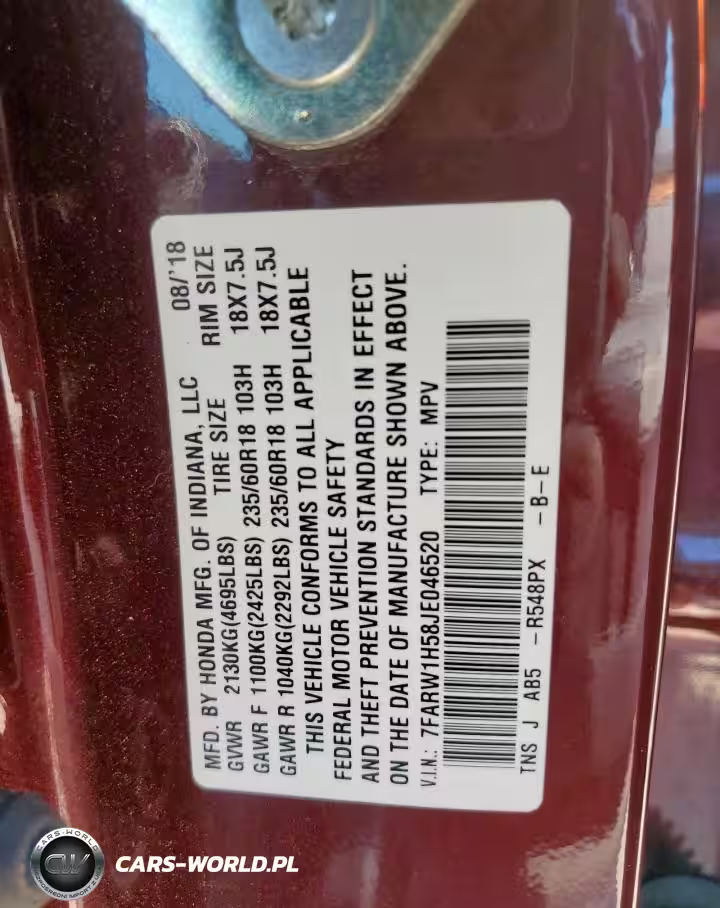 MFD. BY HONDA MFG. OF INDIANA, LLC 08/'18
GVWR 2130KG(4695LBS) TIRE SIZE RIM SIZE
GAWR F 1100KG(2425LBS) 235/60R18 103H 18X7.5J
GAWR R 1040KG(2292LBS) 235/60R18 103H 18X7.5J
THIS VEHICLE CONFORMS TO ALL APPLICABLE
FEDERAL MOTOR VEHICLE SAFETY
AND THEFT PREVENTION STANDARDS IN EFFECT
ON THE DATE OF MANUFACTURE SHOWN ABOVE.
V.I.N.: 7FARW1H58JE046520 TYPE: MPV
TNS J AB5 -R548PX -B-E
CARS-WORLD
CW
CARS-WORLD.PL